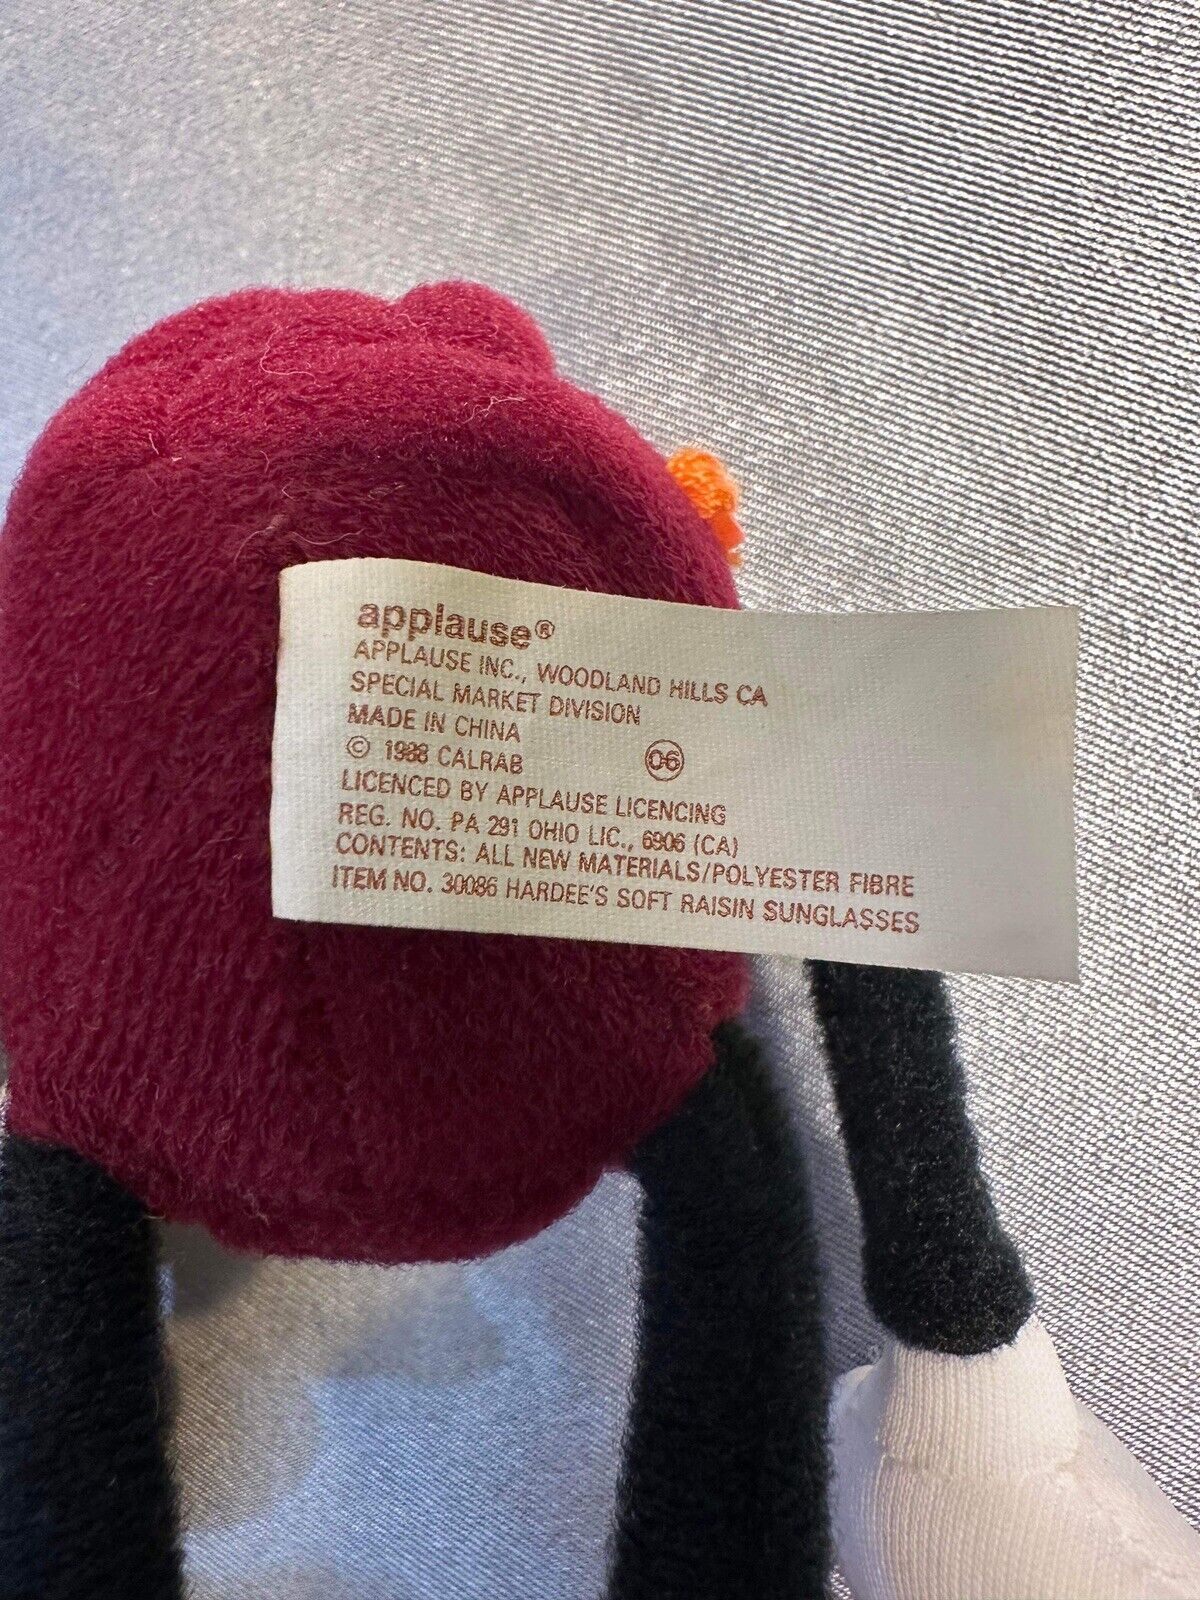 applause®
APPLAUSE INC., WOODLAND HILLS CA
SPECIAL MARKET DIVISION
MADE IN CHINA
© 1988 CALRAB 06
LICENCED BY APPLAUSE LICENCING
REG. NO. PA 291 OHIO LIC., 6906 (CA)
CONTENTS: ALL NEW MATERIALS/POLYESTER FIBRE
ITEM NO. 30086 HARDEE'S SOFT RAISIN SUNGLASSES